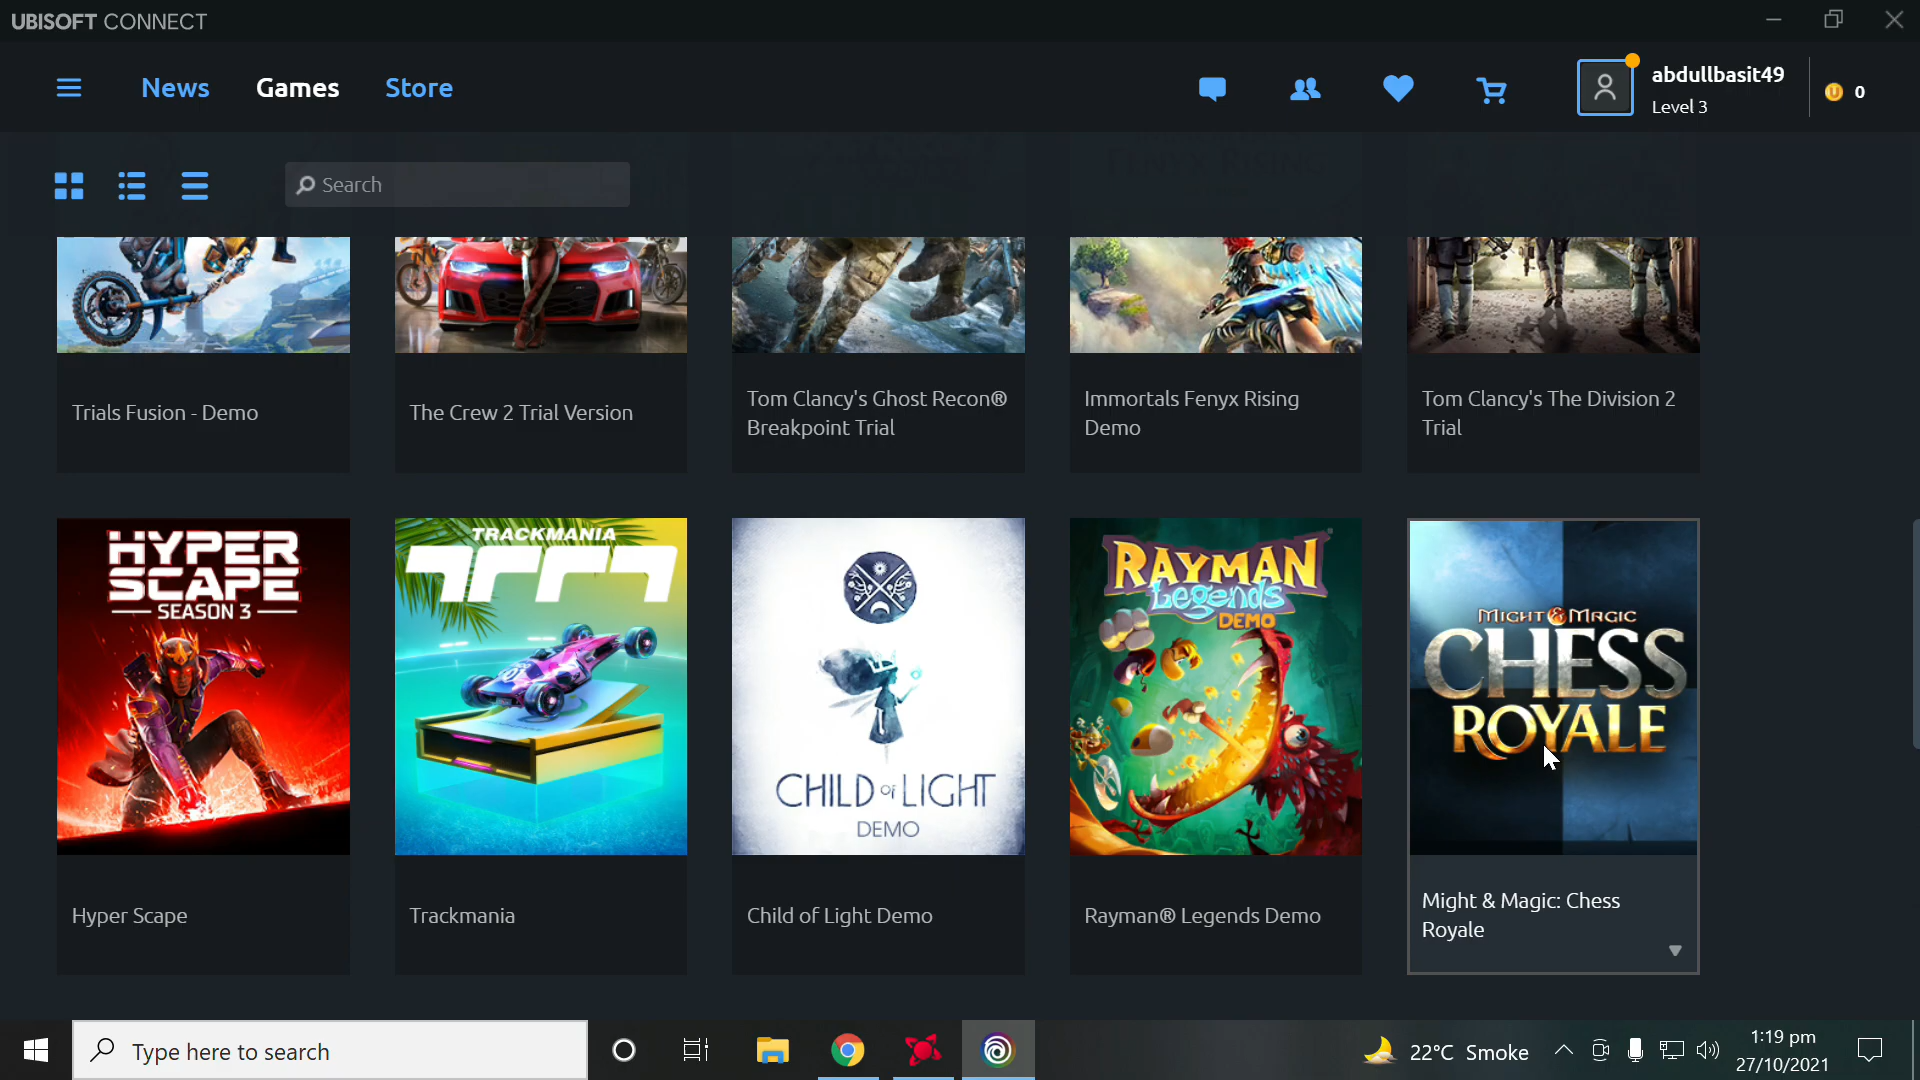 UBISOFT CONNECT
News
Games
Store
abdullbasit49
Level 3
0
Search
Trials Fusion - Demo
The Crew 2 Trial Version
Tom Clancy's Ghost Recon®
Breakpoint Trial
Immortals Fenyx Rising
Demo
Tom Clancy's The Division 2
Trial
HYPER
SCAPE
SEASON 3
TRACKMANIA
CHILD of LIGHT
DEMO
RAYMAN
Legends
DEMO
MIGHT & MAGIC
CHESS
ROYALE
Hyper Scape
Trackmania
Child of Light Demo
Rayman® Legends Demo
Might & Magic: Chess
Royale
Type here to search
22°C Smoke
1:19 pm
27/10/2021